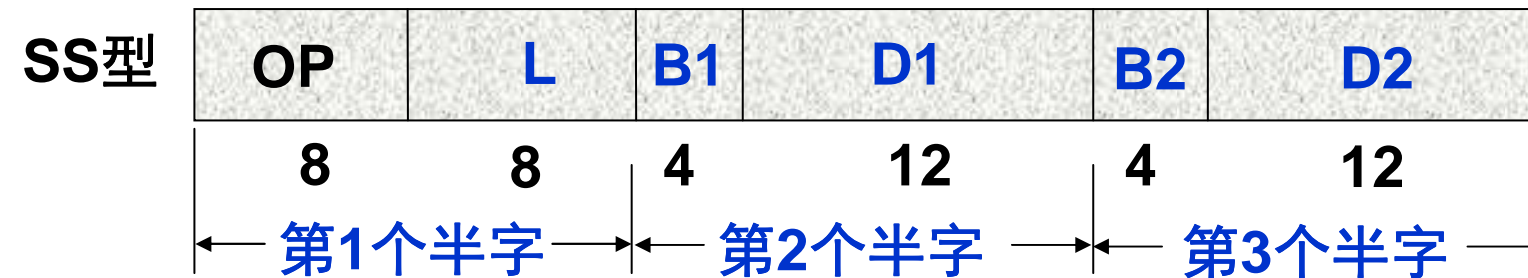 SS型 OP L B1 D1 B2 D2
8 8 4 12 4 12
第1个半字 第2个半字 第3个半字